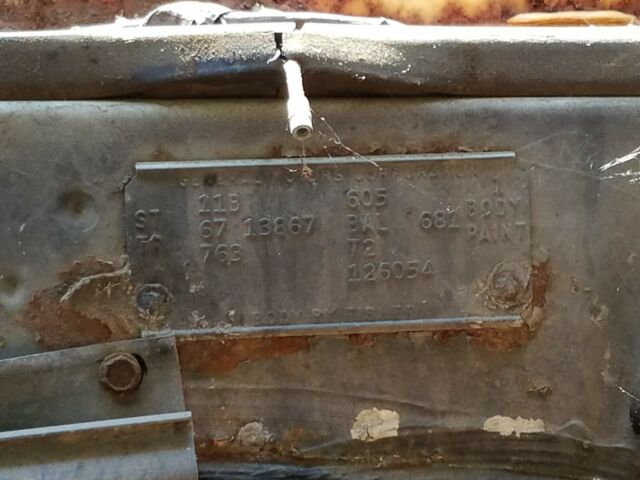 GENERAL MOTORS CORPORATION
11B 605 1
ST 67 13867 BAL 681 BODY
TR 763 T2 PAINT
126054
BODY BY FISHER